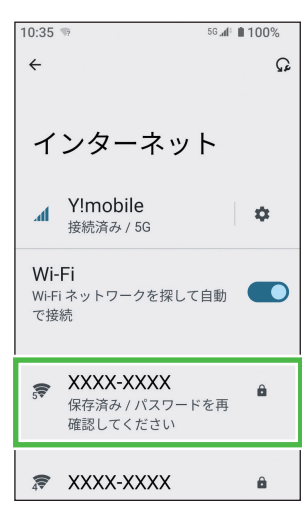 10:35
5G
100%
インターネット
Y!mobile
接続済み / 5G
Wi-Fi
Wi-Fi ネットワークを探して自動
で接続
5
XXXX-XXXX
保存済み / パスワードを再
確認してください
4
XXXX-XXXX